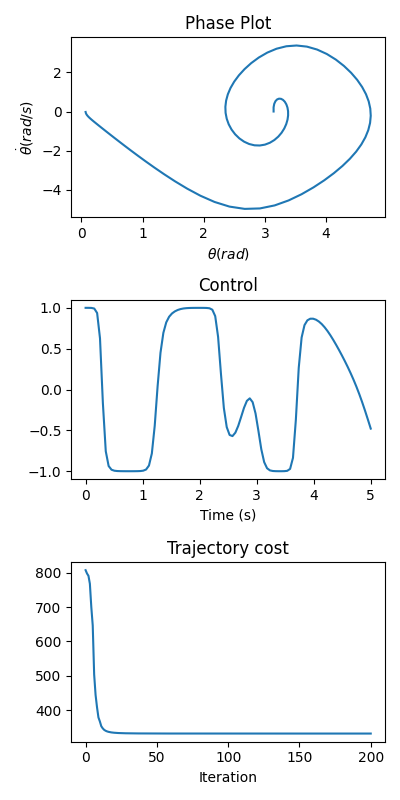 Phase Plot
2
0
−2
−4
θ̇(rad/s)
0 1 2 3 4
θ(rad)
Control
1.0
0.5
0.0
−0.5
−1.0
0 1 2 3 4 5
Time (s)
Trajectory cost
800
700
600
500
400
0 50 100 150 200
Iteration